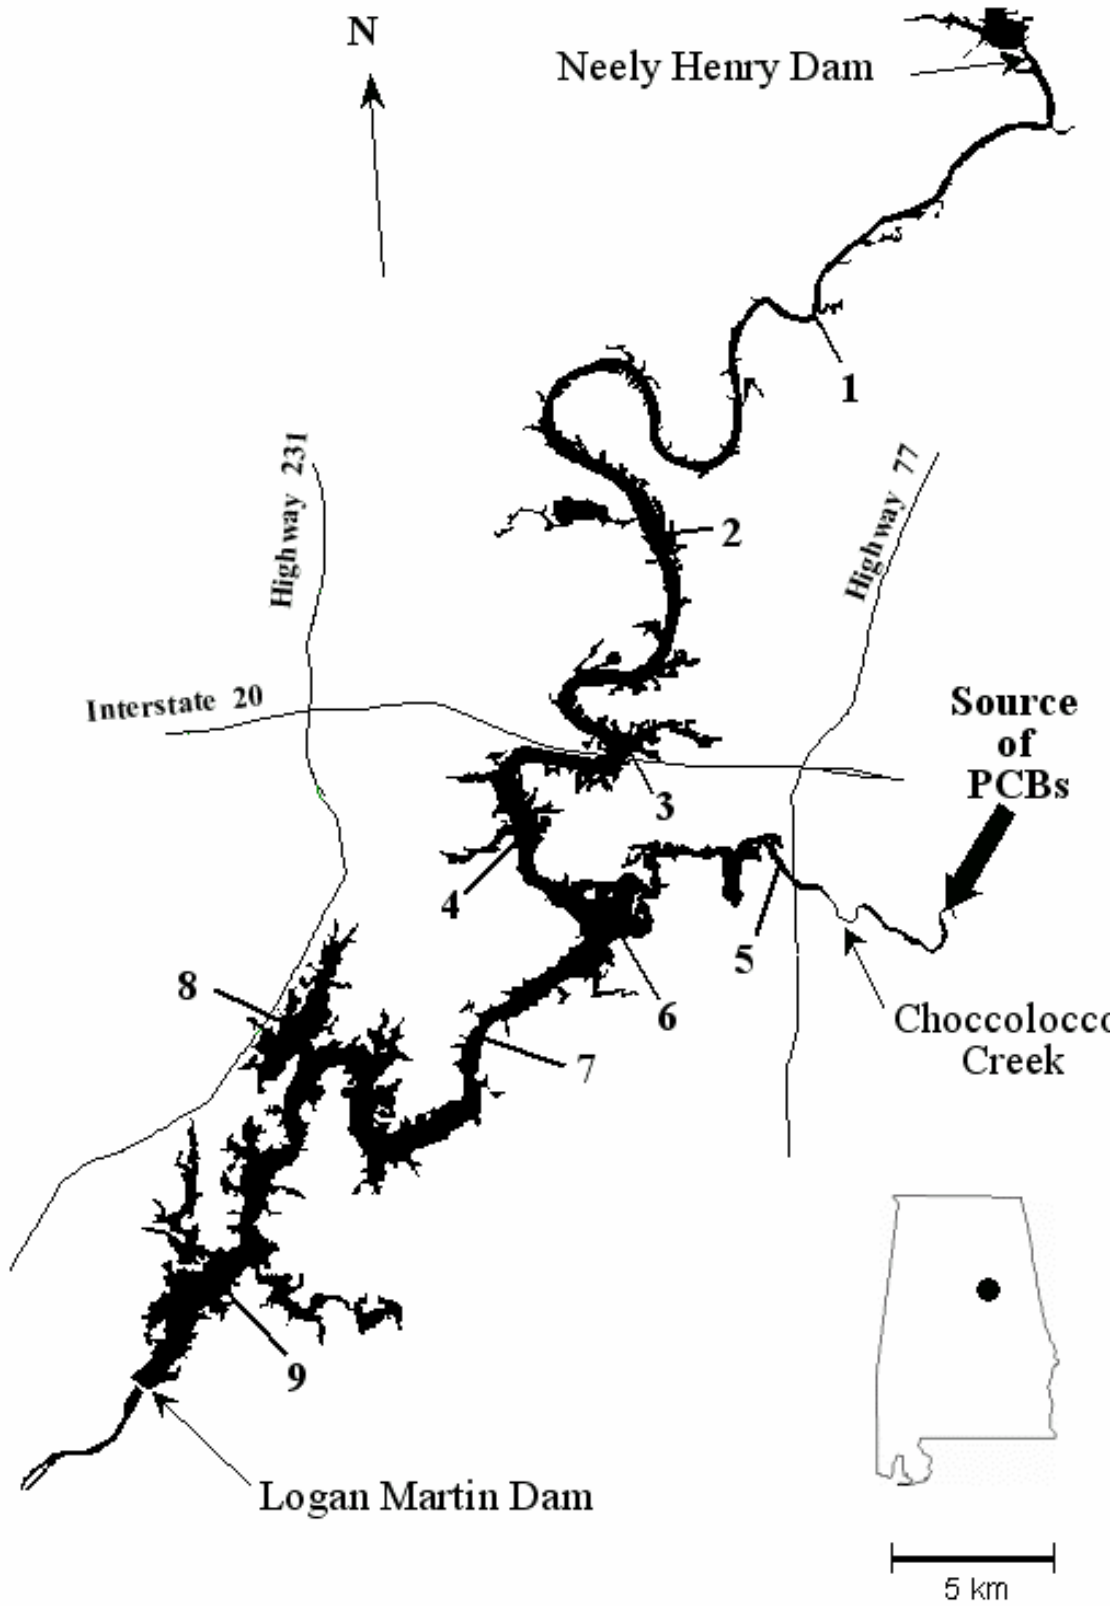 N
Neely Henry Dam
1
Highway 231
Highway 77
2
Interstate 20
Source
of
PCBs
3
4
5
6
8
7
Choccolocco
Creek
9
Logan Martin Dam
5 km